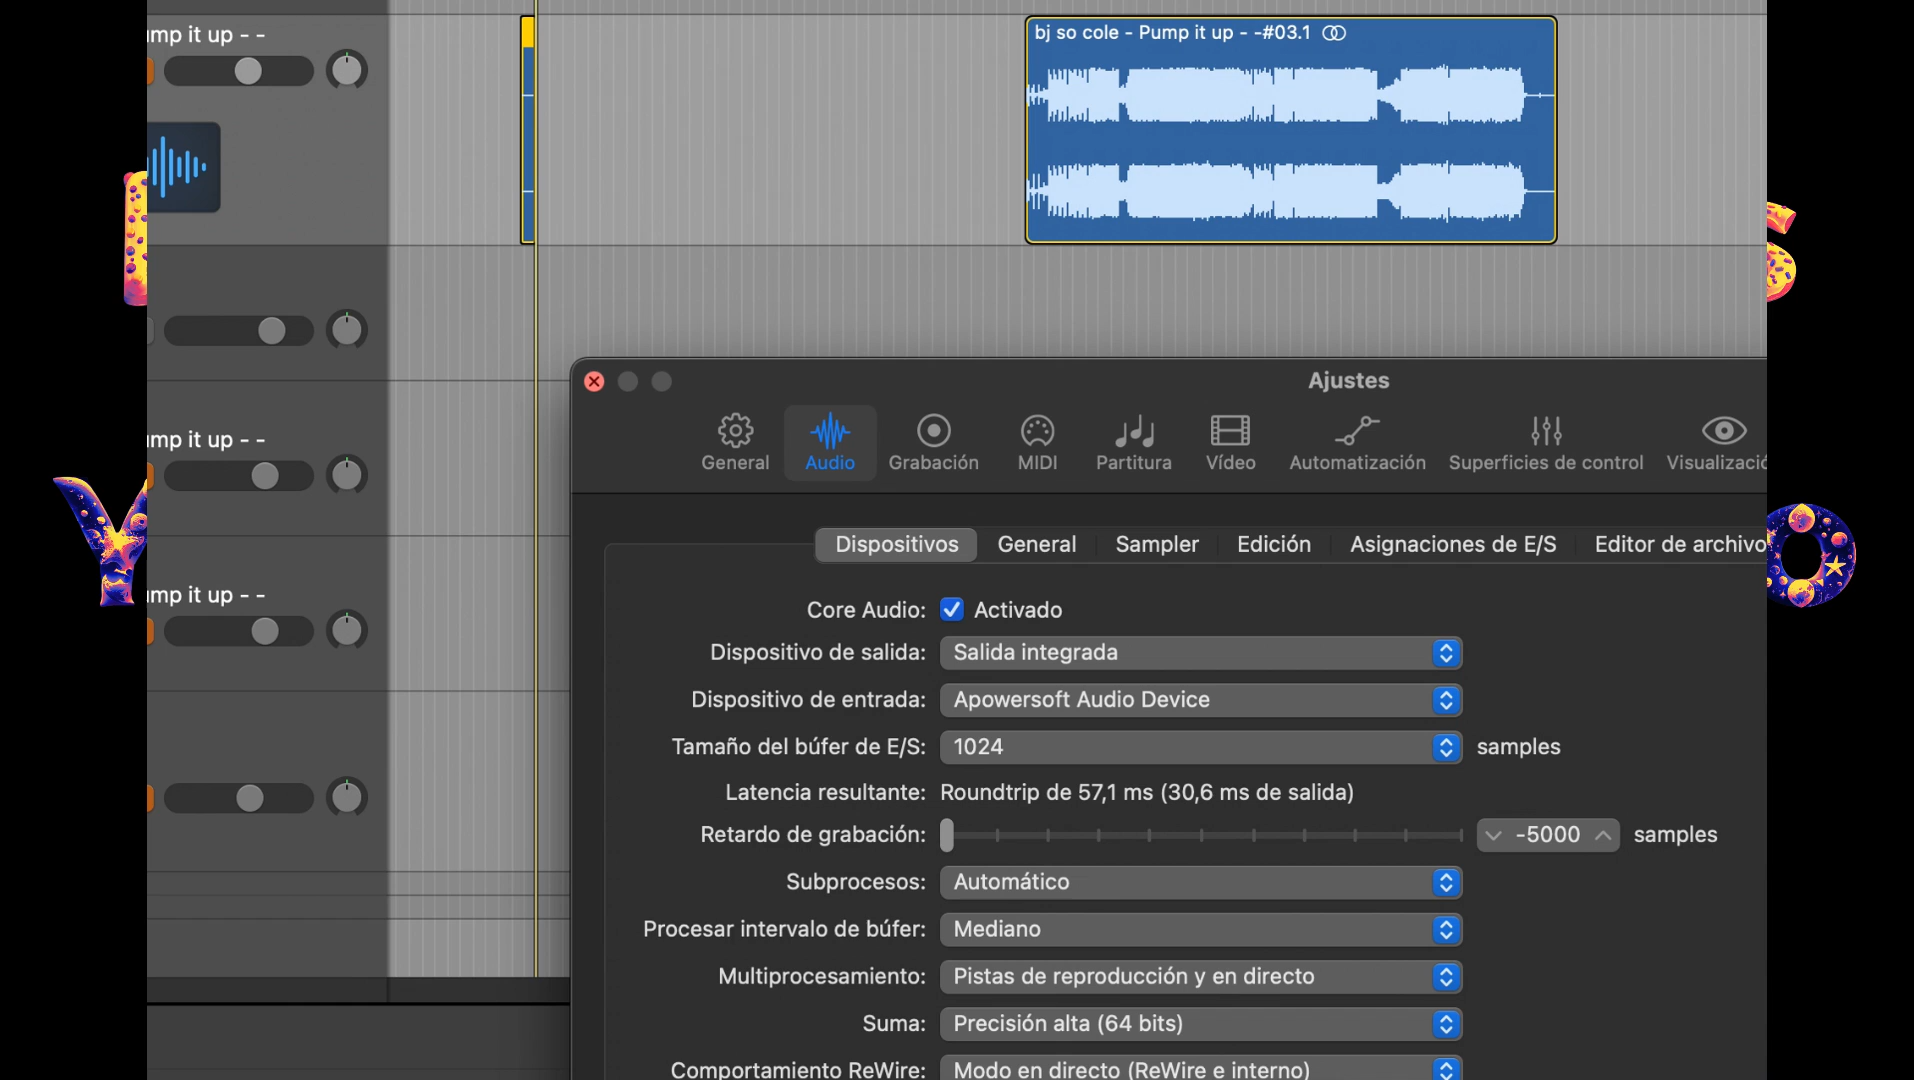 mp it up - -
bj so cole - Pump it up - -#03.1
Ajustes
General
Audio
Grabación
MIDI
Partitura
Vídeo
Automatización
Superficies de control
Visualizaci
mp it up - -
Dispositivos
General
Sampler
Edición
Asignaciones de E/S
Editor de archivo
Y
O
mp it up - -
Core Audio: Activado
Dispositivo de salida: Salida integrada
Dispositivo de entrada: Apowersoft Audio Device
Tamaño del búfer de E/S: 1024 samples
Latencia resultante: Roundtrip de 57,1 ms (30,6 ms de salida)
Retardo de grabación: -5000 samples
Subprocesos: Automático
Procesar intervalo de búfer: Mediano
Multiprocesamiento: Pistas de reproducción y en directo
Suma: Precisión alta (64 bits)
Comportamiento ReWire: Modo en directo (ReWire e interno)